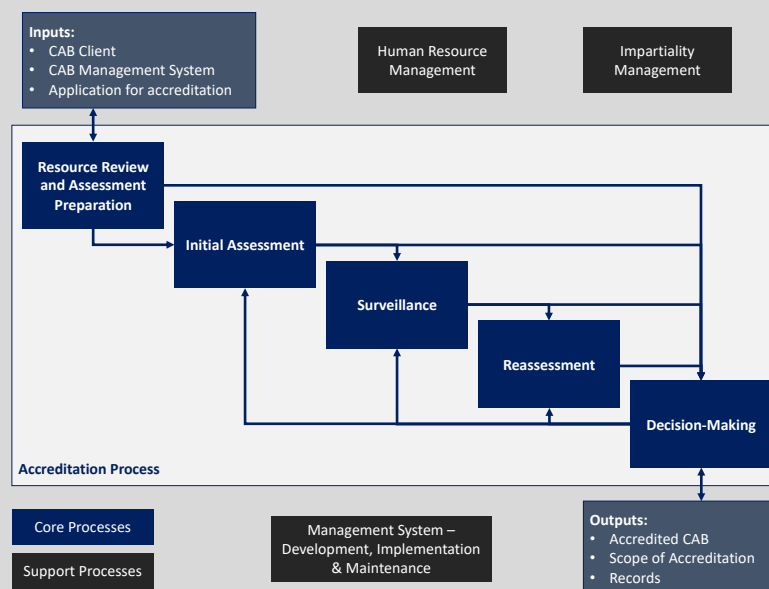 Inputs:
• CAB Client
• CAB Management System
• Application for accreditation
Human Resource
Management
Impartiality
Management
Resource Review
and Assessment
Preparation
Initial Assessment
Surveillance
Reassessment
Decision-Making
Accreditation Process
Core Processes
Support Processes
Management System –
Development, Implementation
& Maintenance
Outputs:
• Accredited CAB
• Scope of Accreditation
• Records